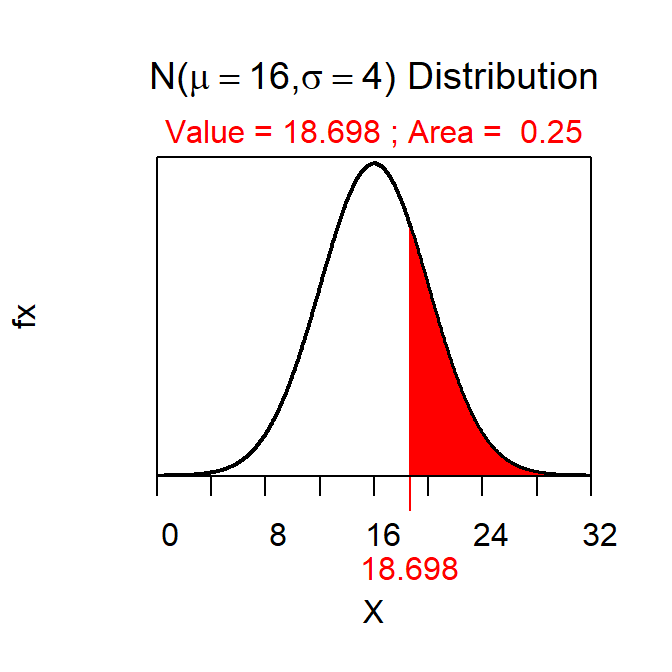 N(μ = 16,σ = 4) Distribution
Value = 18.698 ; Area = 0.25
fx
0 8 16 24 32
18.698
X